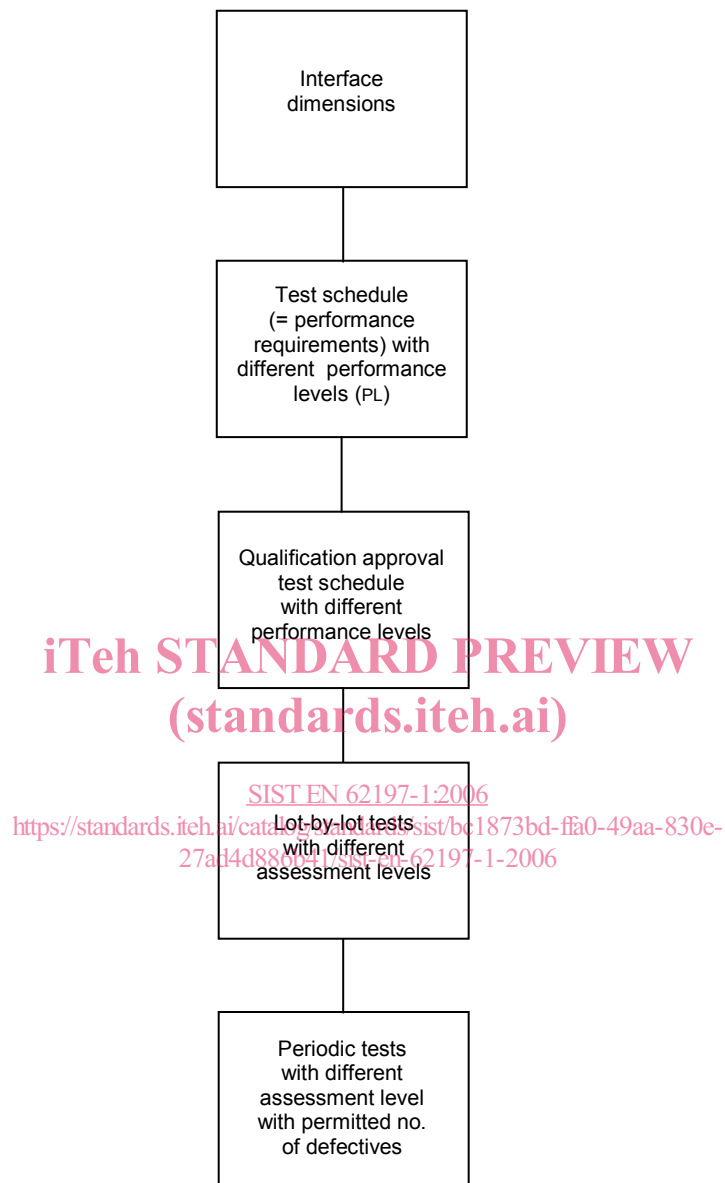 Interface
dimensions
Test schedule
(= performance
requirements) with
different performance
levels (PL)
Qualification approval
test schedule
with different
performance levels
iTeh STANDARD PREVIEW
(standards.iteh.ai)
SIST EN 62197-1:2006
https://standards.iteh.ai/catalog/standards/sist/bc1873bd-ffa0-49aa-830e-
27ad4d886b41/sist-en-62197-1-2006
Lot-by-lot tests
with different
assessment levels
Periodic tests
with different
assessment level
with permitted no.
of defectives